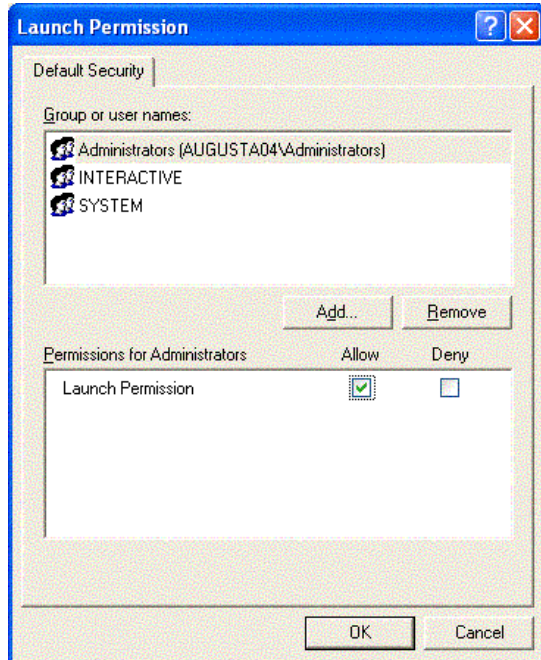 Launch Permission
Default Security
Group or user names:
Administrators (AUGUSTA04\Administrators)
INTERACTIVE
SYSTEM
Add... Remove
Permissions for Administrators Allow Deny
Launch Permission
OK Cancel